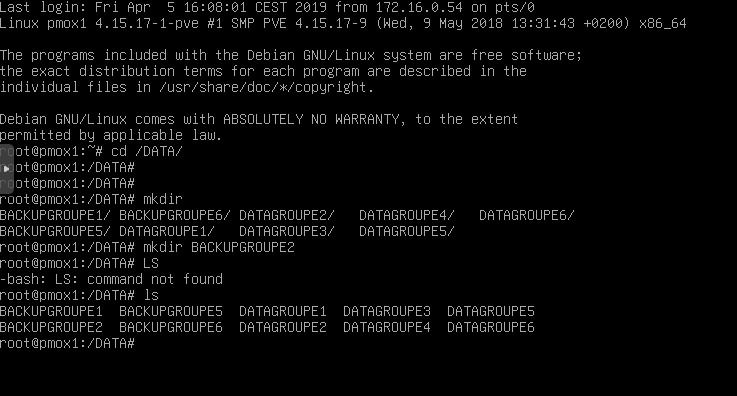 Last login: Fri Apr  5 16:08:01 CEST 2019 from 172.16.0.54 on pts/0
Linux pmox1 4.15.17-1-pve #1 SMP PVE 4.15.17-9 (Wed, 9 May 2018 13:31:43 +0200) x86_64
The programs included with the Debian GNU/Linux system are free software;
the exact distribution terms for each program are described in the
individual files in /usr/share/doc/*/copyright.
Debian GNU/Linux comes with ABSOLUTELY NO WARRANTY, to the extent
permitted by applicable law.
root@pmox1:~# cd /DATA/
root@pmox1:/DATA#
root@pmox1:/DATA#
root@pmox1:/DATA# mkdir
BACKUPGROUPE1/ BACKUPGROUPE6/ DATAGROUPE2/   DATAGROUPE4/   DATAGROUPE6/
BACKUPGROUPE5/ DATAGROUPE1/   DATAGROUPE3/   DATAGROUPE5/
root@pmox1:/DATA# mkdir BACKUPGROUPE2
root@pmox1:/DATA# LS
-bash: LS: command not found
root@pmox1:/DATA# ls
BACKUPGROUPE1  BACKUPGROUPE5  DATAGROUPE1  DATAGROUPE3  DATAGROUPE5
BACKUPGROUPE2  BACKUPGROUPE6  DATAGROUPE2  DATAGROUPE4  DATAGROUPE6
root@pmox1:/DATA#